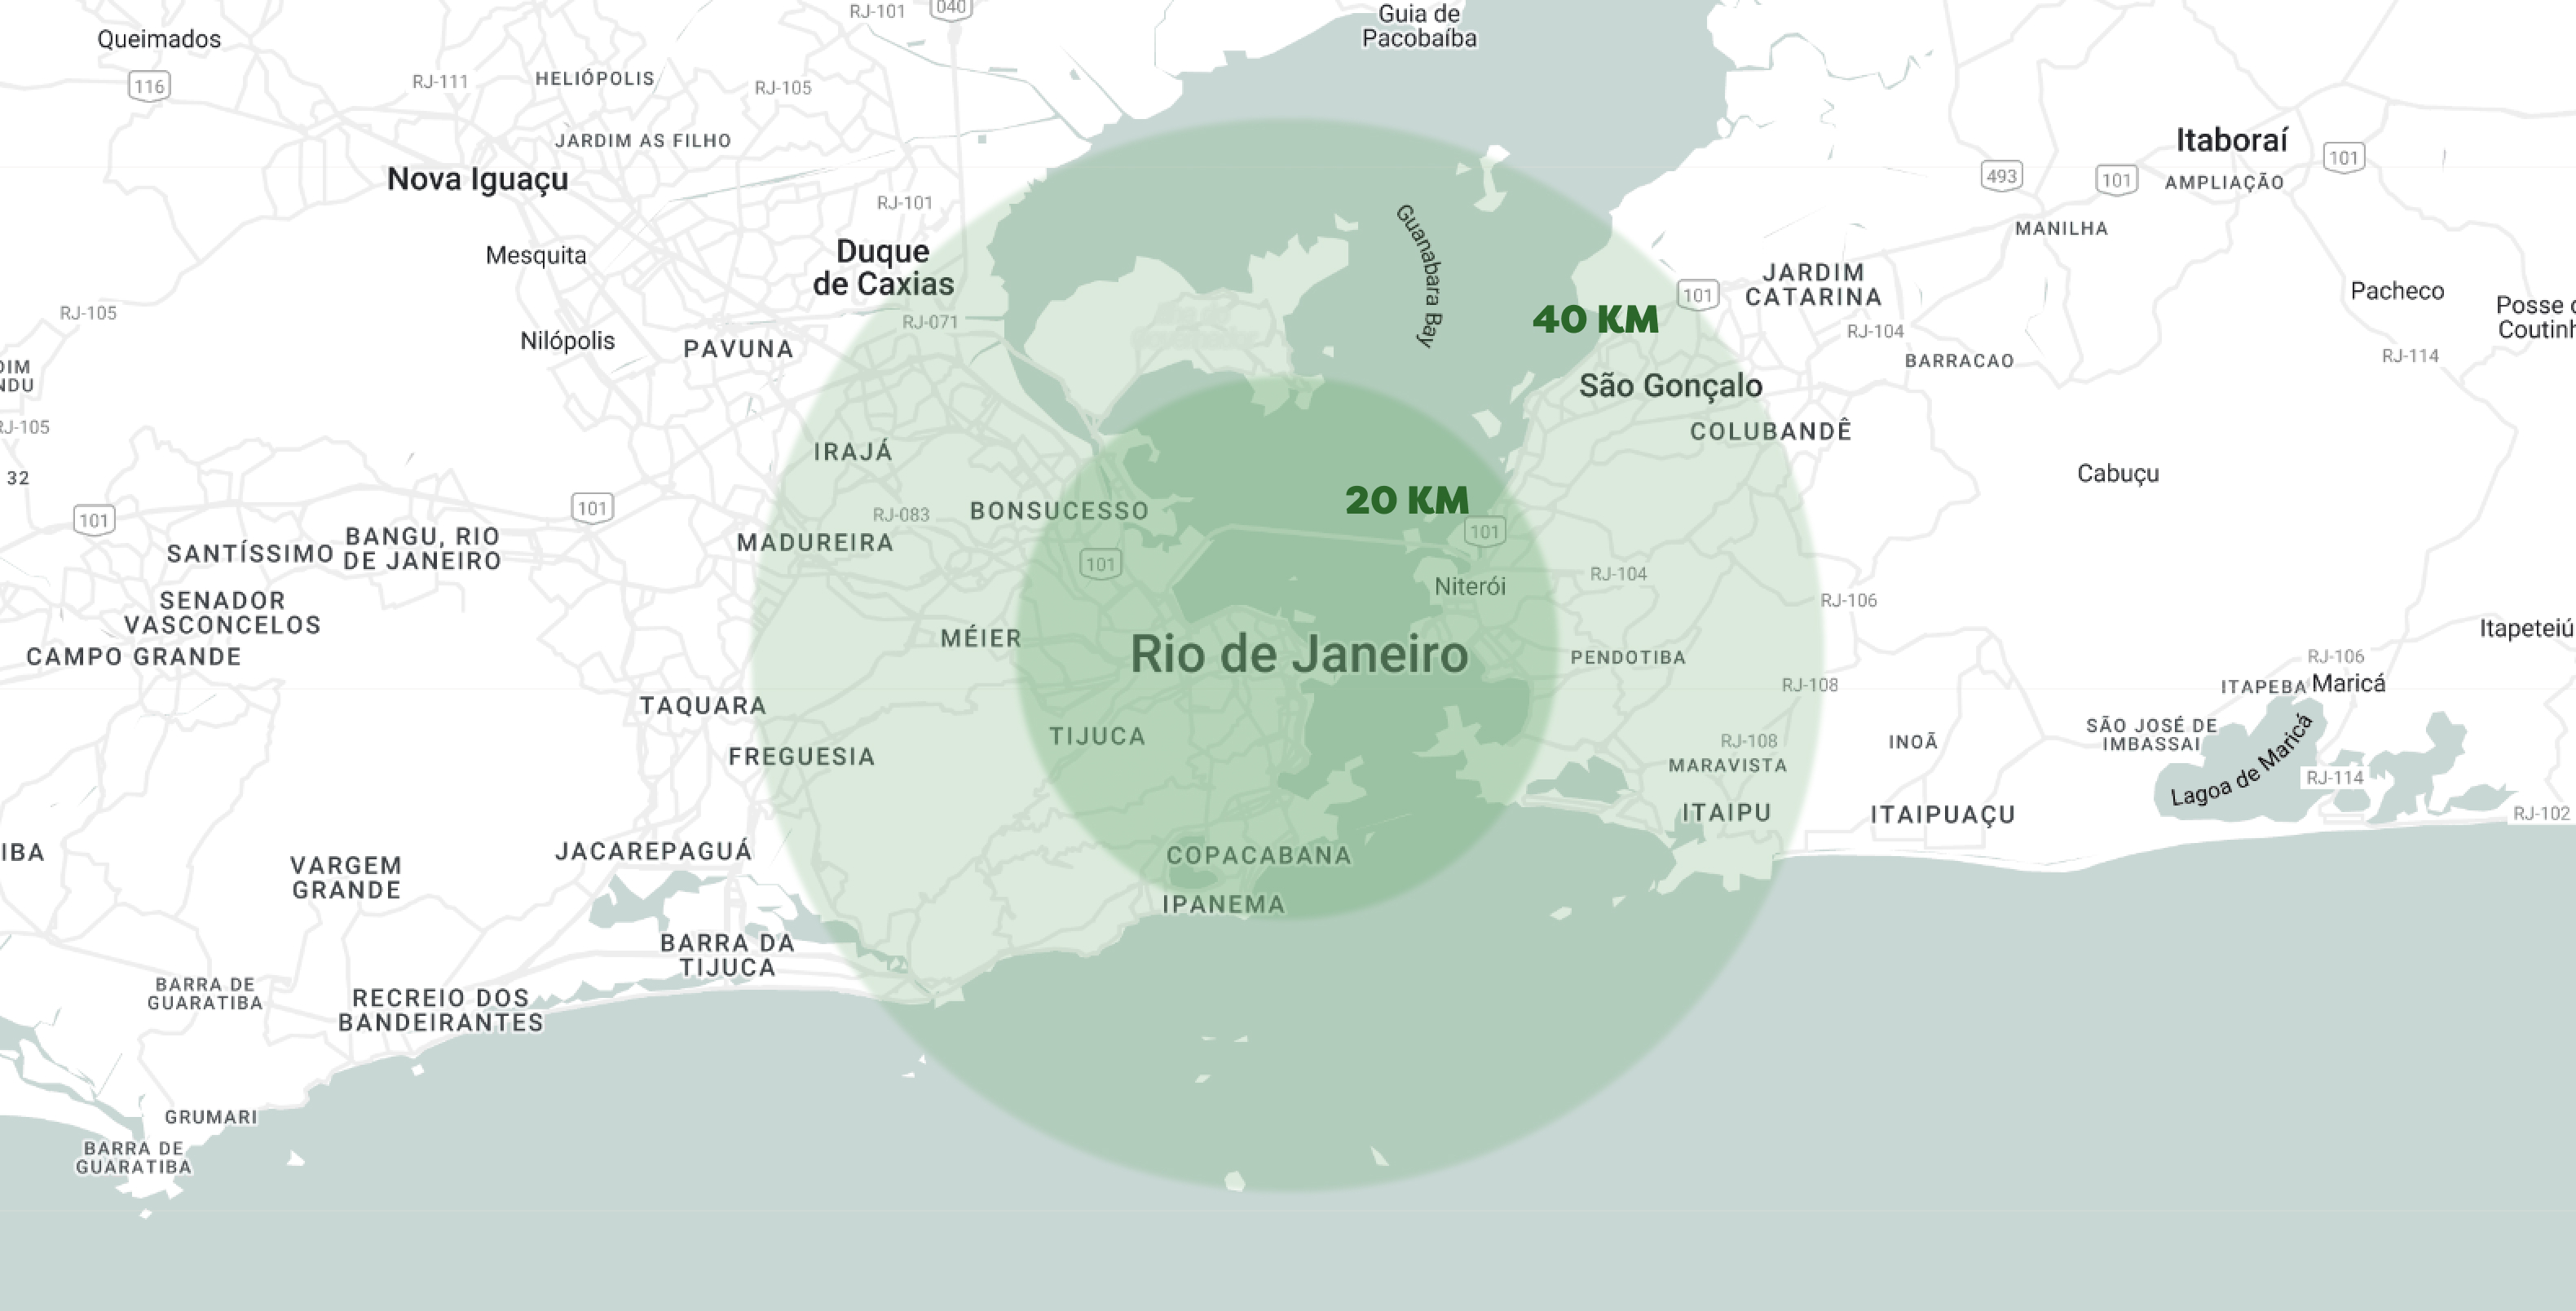 RJ-101
040
Guia de
Pacobaíba
Queimados
116
RJ-111
HELIÓPOLIS
RJ-105
JARDIM AS FILHO
Itaboraí
101
493
101
AMPLIAÇÃO
Nova Iguaçu
RJ-101
Guanabara Bay
MANILHA
Mesquita
Duque
de Caxias
JARDIM
CATARINA
101
Pacheco
Posse
Coutin
RJ-105
RJ-071
40 KM
RJ-104
Nilópolis
PAVUNA
BARRACAO
RJ-114
DIM
NDU
São Gonçalo
RJ-105
COLUBANDÊ
IRAJÁ
Cabuçu
32
101
101
RJ-083
BONSUCESSO
20 KM
101
SANTÍSSIMO
BANGU, RIO
DE JANEIRO
MADUREIRA
101
Niterói
RJ-104
RJ-106
SENADOR
VASCONCELOS
CAMPO GRANDE
MÉIER
Rio de Janeiro
PENDOTIBA
Itapeteiú
RJ-106
RJ-108
ITAPEBA
Maricá
TAQUARA
TIJUCA
FREGUESIA
RJ-108
MARAVISTA
INOÃ
SÃO JOSÉ DE
IMBASSAI
Lagoa de Maricá
RJ-114
ITAIPU
ITAIPUAÇU
RJ-102
IBA
VARGEM
GRANDE
JACAREPAGUÁ
COPACABANA
IPANEMA
BARRA DA
TIJUCA
BARRA DE
GUARATIBA
RECREIO DOS
BANDEIRANTES
GRUMARI
BARRA DE
GUARATIBA